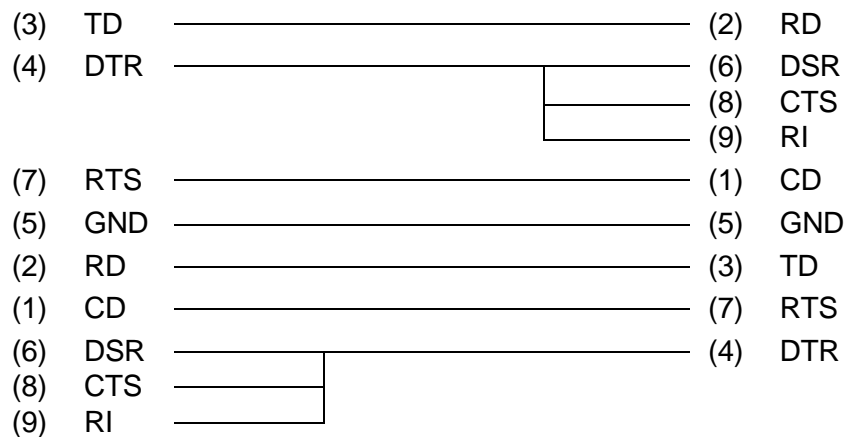 (3) TD (2) RD
(4) DTR (6) DSR
(8) CTS
(9) RI
(7) RTS (1) CD
(5) GND (5) GND
(2) RD (3) TD
(1) CD (7) RTS
(6) DSR (4) DTR
(8) CTS
(9) RI